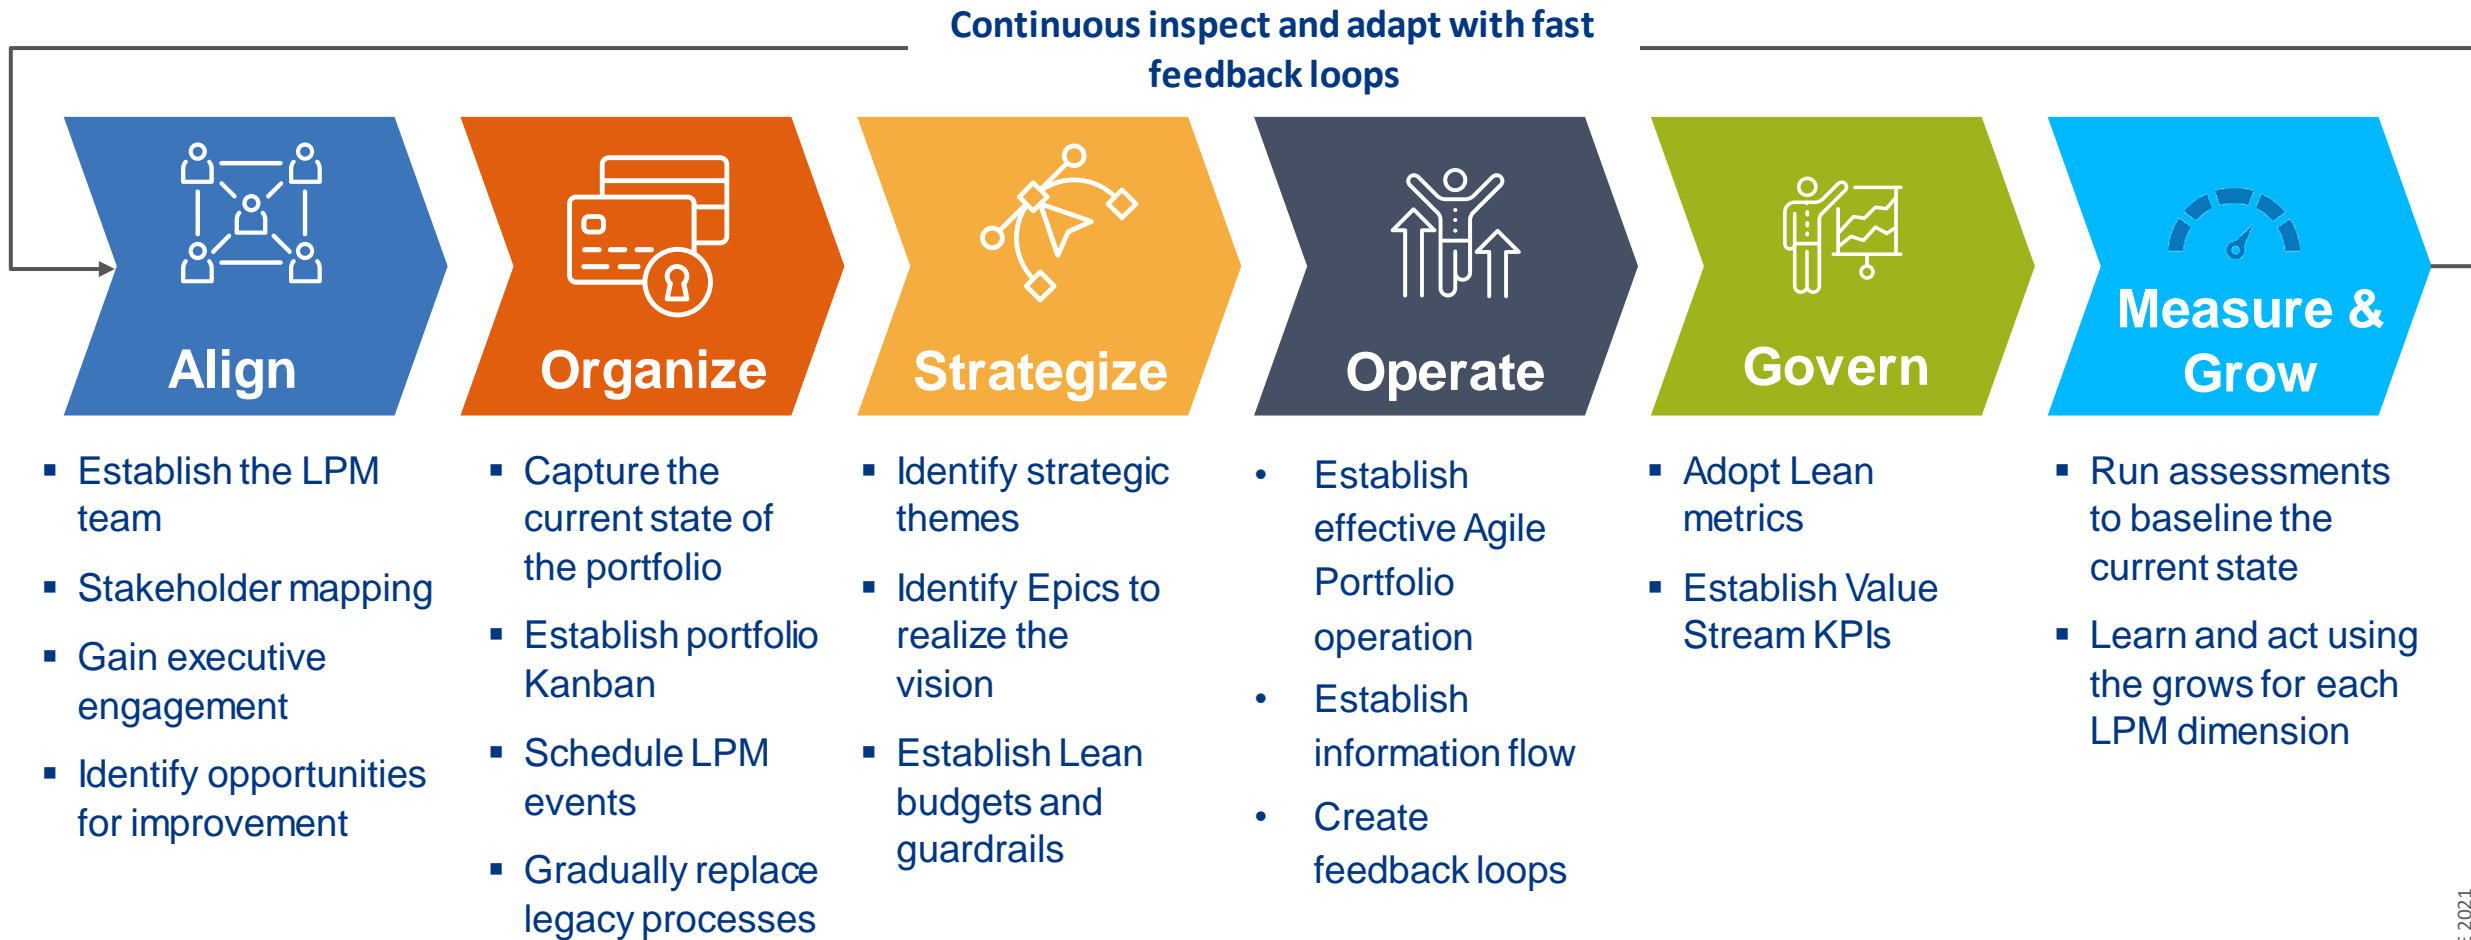 Continuous inspect and adapt with fast
feedback loops
Align
Organize
Strategize
Operate
Govern
Measure &
Grow
▪ Establish the LPM
team
▪ Stakeholder mapping
▪ Gain executive
engagement
▪ Identify opportunities
for improvement
▪ Capture the
current state of
the portfolio
▪ Establish portfolio
Kanban
▪ Schedule LPM
events
▪ Gradually replace
legacy processes
▪ Identify strategic
themes
▪ Identify Epics to
realize the
vision
▪ Establish Lean
budgets and
guardrails
• Establish
effective Agile
Portfolio
operation
• Establish
information flow
• Create
feedback loops
▪ Adopt Lean
metrics
▪ Establish Value
Stream KPIs
▪ Run assessments
to baseline the
current state
▪ Learn and act using
the grows for each
LPM dimension
2021